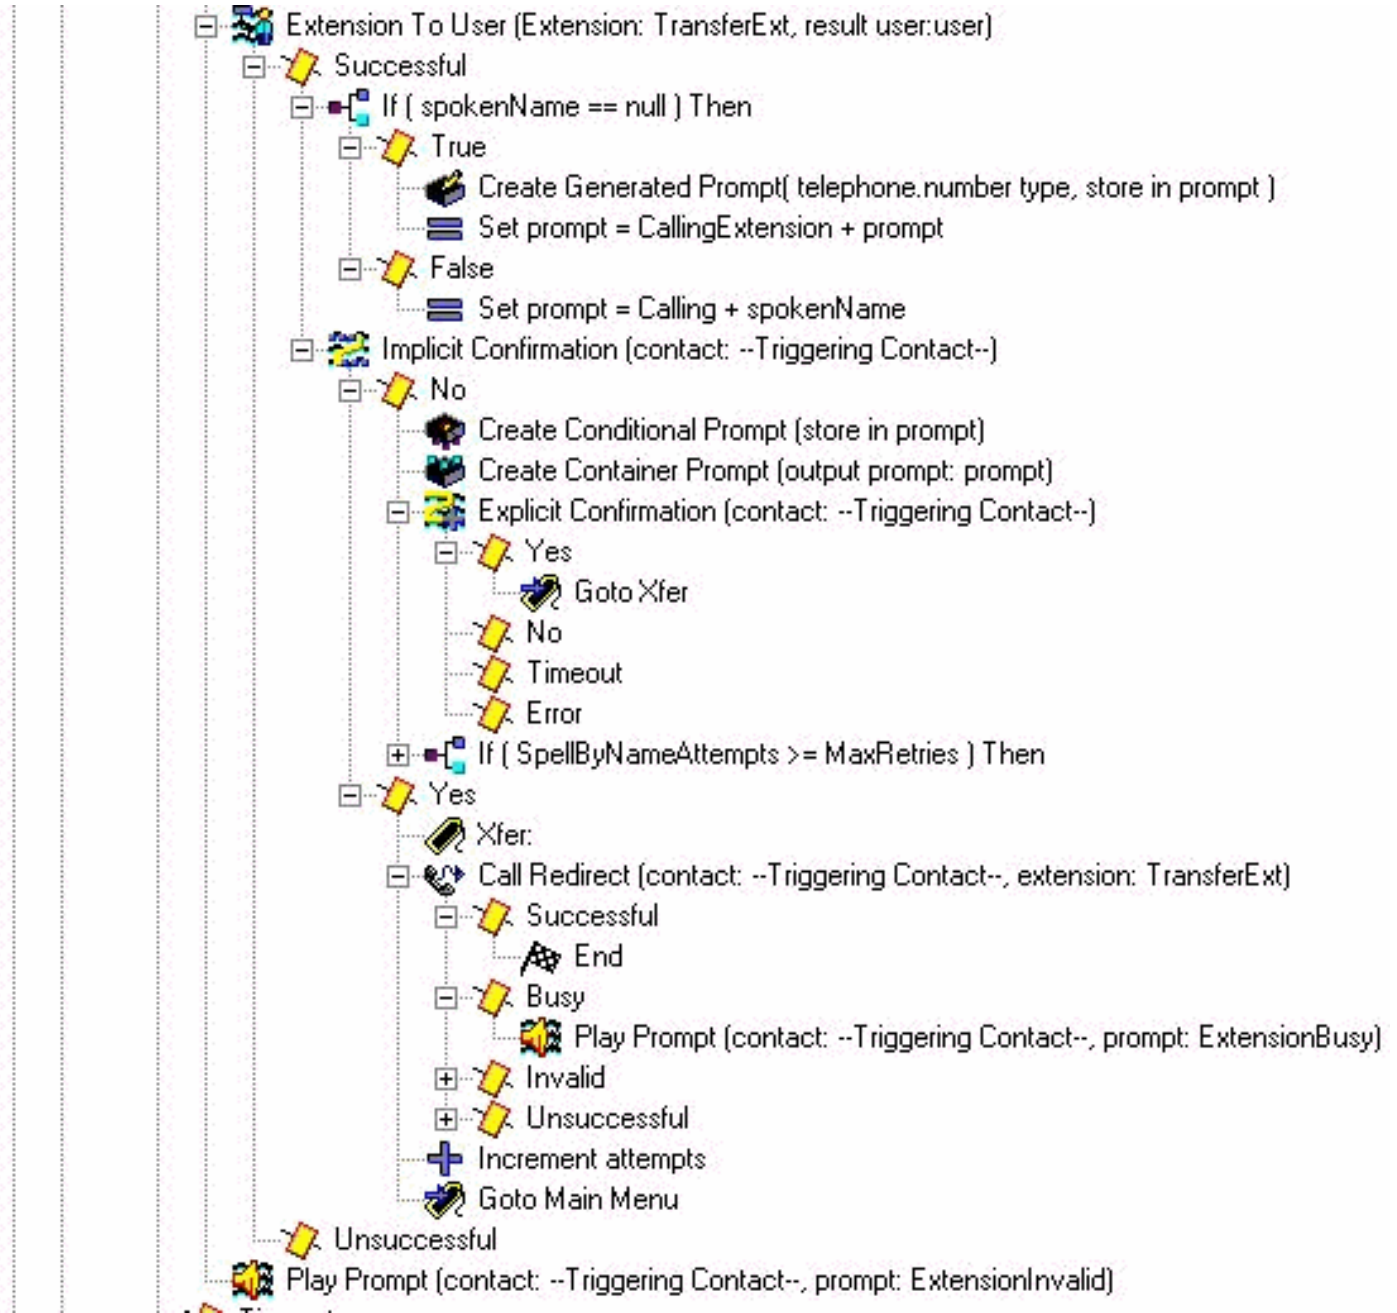 Extension To User (Extension: TransferExt, result user:user)
Successful
If ( spokenName == null ) Then
True
Create Generated Prompt( telephone.number type, store in prompt )
Set prompt = CallingExtension + prompt
False
Set prompt = Calling + spokenName
Implicit Confirmation (contact: --Triggering Contact--)
No
Create Conditional Prompt (store in prompt)
Create Container Prompt (output prompt: prompt)
Explicit Confirmation (contact: --Triggering Contact--)
Yes
Goto Xfer
No
Timeout
Error
If ( SpellByNameAttempts >= MaxRetries ) Then
Yes
Xfer:
Call Redirect (contact: --Triggering Contact--, extension: TransferExt)
Successful
End
Busy
Play Prompt (contact: --Triggering Contact--, prompt: ExtensionBusy)
Invalid
Unsuccessful
Increment attempts
Goto Main Menu
Unsuccessful
Play Prompt (contact: --Triggering Contact--, prompt: ExtensionInvalid)